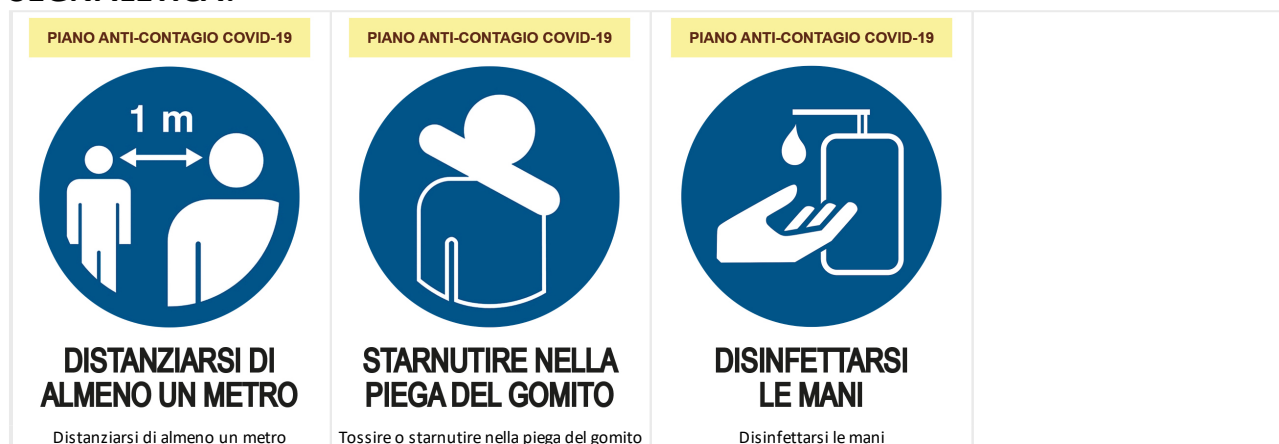 PIANO ANTI-CONTAGIO COVID-19
1 m
DISTANZIARSI DI
ALMENO UN METRO
Distanziarsi di almeno un metro
PIANO ANTI-CONTAGIO COVID-19
STARNUTIRE NELLA
PIEGA DEL GOMITO
Tossire o starnutire nella piega del gomito
PIANO ANTI-CONTAGIO COVID-19
DISINFETTARSI
LE MANI
Disinfettarsi le mani